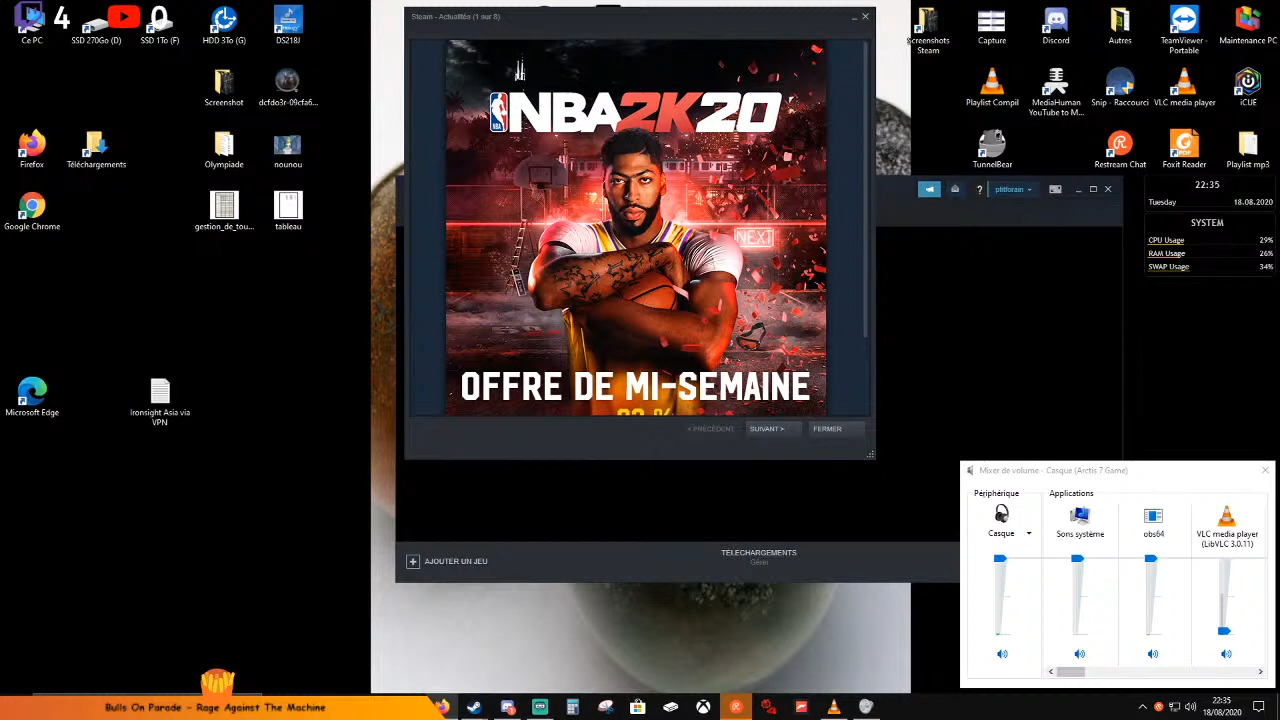 4
0
Ce PC
SSD 270Go (D)
SSD 1To (F)
HDD 3To (G)
DS218J
Screenshot
dcfdo3r-09cfa6...
Firefox
Téléchargements
Olympiade
nounou
Google Chrome
gestion_de_tou...
tableau
Microsoft Edge
Ironsight Asia via
VPN
Steam - Actualités (1 sur 8)
NBA
NBA2K20
NEXT
OFFRE DE MI-SEMAINE
< PRÉCÉDENT
SUIVANT >
FERMER
AJOUTER UN JEU
TÉLÉCHARGEMENTS
Gérer
Screenshots
Steam
Capture
Discord
Autres
TeamViewer -
Portable
Maintenance PC
Playlist Compil
MediaHuman
YouTube to M...
Snip - Raccourci
VLC media player
iCUE
TunnelBear
Restream Chat
Foxit Reader
Playlist mp3
ptitforain
22:35
Tuesday 18.08.2020
SYSTEM
CPU Usage 29%
RAM Usage 26%
SWAP Usage 34%
Mixer de volume - Casque (Arctis 7 Game)
Périphérique
Applications
Casque
Sons système
obs64
VLC media player
(LibVLC 3.0.11)
Bulls On Parade - Rage Against The Machine
22:35
18/08/2020